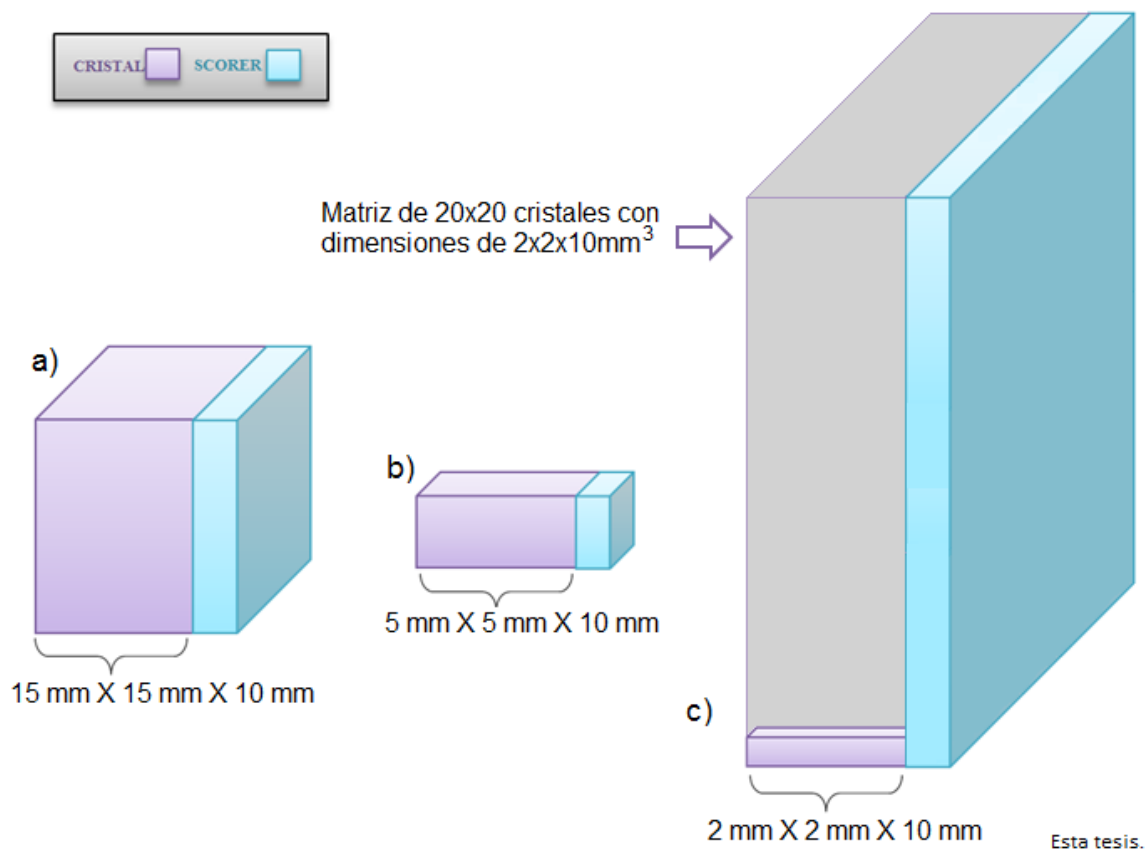 CRISTAL SCORER
Matriz de 20x20 cristales con
dimensiones de 2x2x10mm³
a)
15 mm X 15 mm X 10 mm
b)
5 mm X 5 mm X 10 mm
c)
2 mm X 2 mm X 10 mm
Esta tesis.